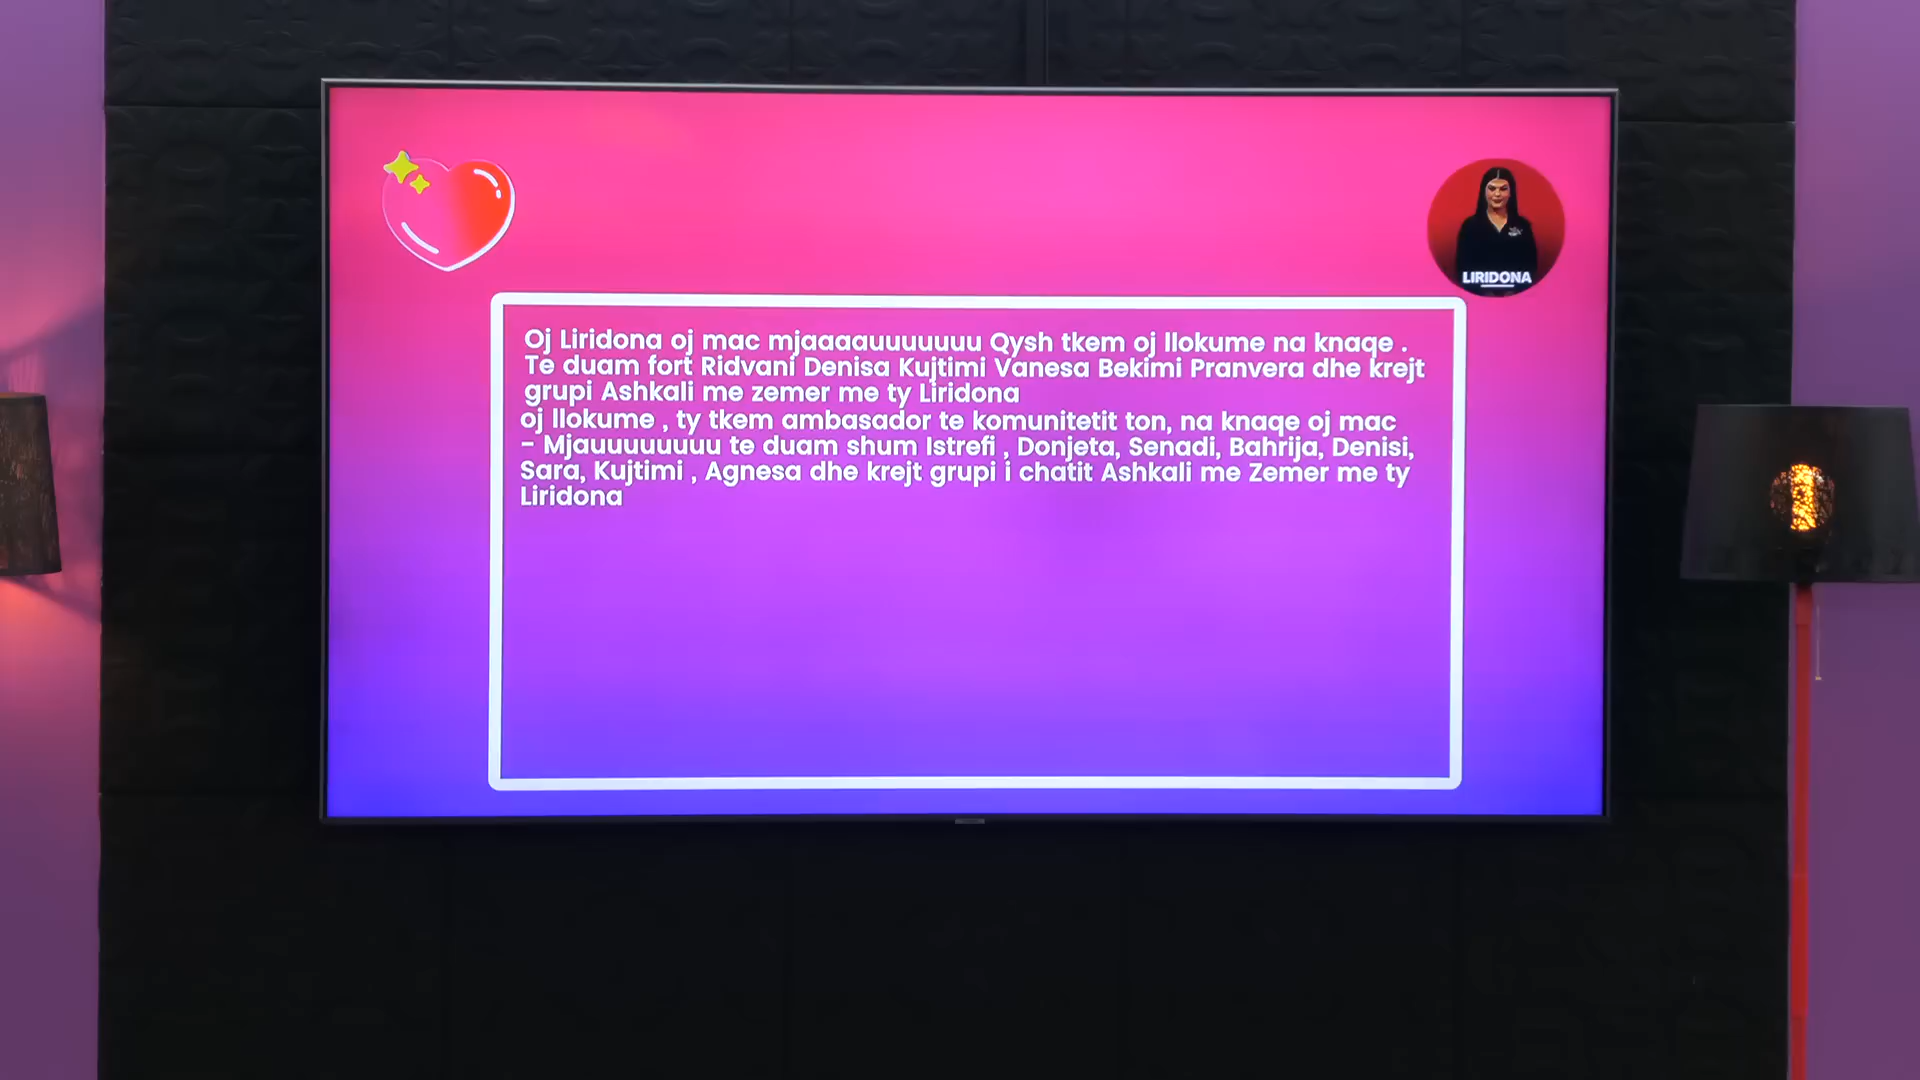 LIRIDONA
Oj Liridona oj mac mjaaaauuuuuuu Qysh tkem oj llokume na knaqe .
Te duam fort Ridvani Denisa Kujtimi Vanesa Bekimi Pranvera dhe krejt
grupi Ashkali me zemer me ty Liridona
oj llokume , ty tkem ambasador te komunitetit ton, na knaqe oj mac
- Mjauuuuuuuu te duam shum Istrefi , Donjeta, Senadi, Bahrija, Denisi,
Sara, Kujtimi , Agnesa dhe krejt grupi i chatit Ashkali me Zemer me ty
Liridona